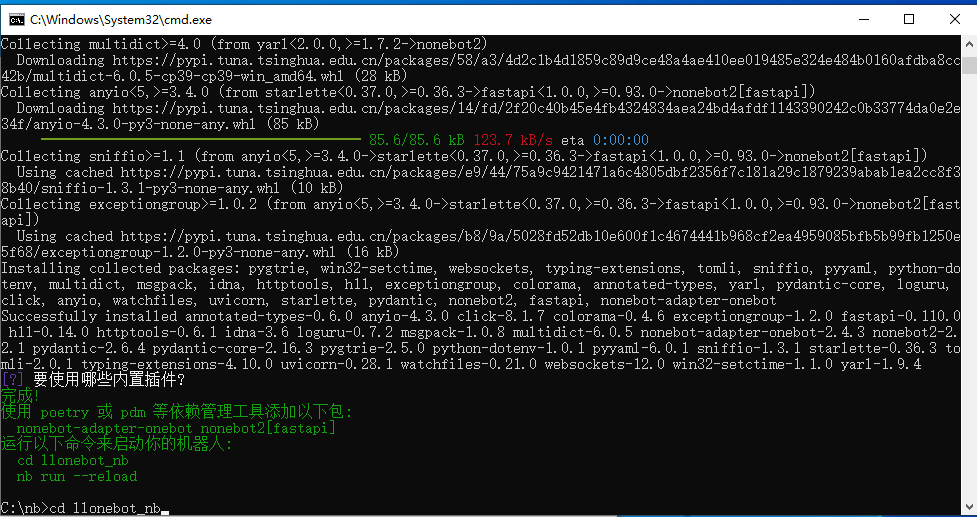 C:\Windows\System32\cmd.exe
Collecting multidict>=4.0 (from yarl<2.0.0,>=1.7.2->nonebot2)
  Downloading https://pypi.tuna.tsinghua.edu.cn/packages/58/a3/4d2c1b4d1859c89d9ce48a4ae410ee019485e324e484b0160afdba8cc
42b/multidict-6.0.5-cp39-cp39-win_amd64.whl (28 kB)
Collecting anyio<5,>=3.4.0 (from starlette<0.37.0,>=0.36.3->fastapi<1.0.0,>=0.93.0->nonebot2[fastapi])
  Downloading https://pypi.tuna.tsinghua.edu.cn/packages/14/fd/2f20c40b45e4fb4324834aea24bd4afdf1143390242c0b33774da0e2e
34f/anyio-4.3.0-py3-none-any.whl (85 kB)
85.6/85.6 kB 123.7 kB/s eta 0:00:00
Collecting sniffio>=1.1 (from anyio<5,>=3.4.0->starlette<0.37.0,>=0.36.3->fastapi<1.0.0,>=0.93.0->nonebot2[fastapi])
  Using cached https://pypi.tuna.tsinghua.edu.cn/packages/e9/44/75a9c9421471a6c4805dbf2356f7c181a29c1879239abab1ea2cc8f3
8b40/sniffio-1.3.1-py3-none-any.whl (10 kB)
Collecting exceptiongroup>=1.0.2 (from anyio<5,>=3.4.0->starlette<0.37.0,>=0.36.3->fastapi<1.0.0,>=0.93.0->nonebot2[fast
api])
  Using cached https://pypi.tuna.tsinghua.edu.cn/packages/b8/9a/5028fd52db10e600f1c4674441b968cf2ea4959085bfb5b99fb1250e
5f68/exceptiongroup-1.2.0-py3-none-any.whl (16 kB)
Installing collected packages: pygtrie, win32-setctime, websockets, typing-extensions, tomli, sniffio, pyyaml, python-do
tenv, multidict, msgpack, idna, httptools, h11, exceptiongroup, colorama, annotated-types, yarl, pydantic-core, loguru,
click, anyio, watchfiles, uvicorn, starlette, pydantic, nonebot2, fastapi, nonebot-adapter-onebot
Successfully installed annotated-types-0.6.0 anyio-4.3.0 click-8.1.7 colorama-0.4.6 exceptiongroup-1.2.0 fastapi-0.110.0
 h11-0.14.0 httptools-0.6.1 idna-3.6 loguru-0.7.2 msgpack-1.0.8 multidict-6.0.5 nonebot-adapter-onebot-2.4.3 nonebot2-2.
2.1 pydantic-2.6.4 pydantic-core-2.16.3 pygtrie-2.5.0 python-dotenv-1.0.1 pyyaml-6.0.1 sniffio-1.3.1 starlette-0.36.3 to
mli-2.0.1 typing-extensions-4.10.0 uvicorn-0.28.1 watchfiles-0.21.0 websockets-12.0 win32-setctime-1.1.0 yarl-1.9.4
[?] 要使用哪些内置插件?
完成!
使用 poetry 或 pdm 等依赖管理工具添加以下包:
  nonebot-adapter-onebot nonebot2[fastapi]
运行以下命令来启动你的机器人:
  cd llonebot_nb
  nb run --reload
C:\nb>cd llonebot_nb